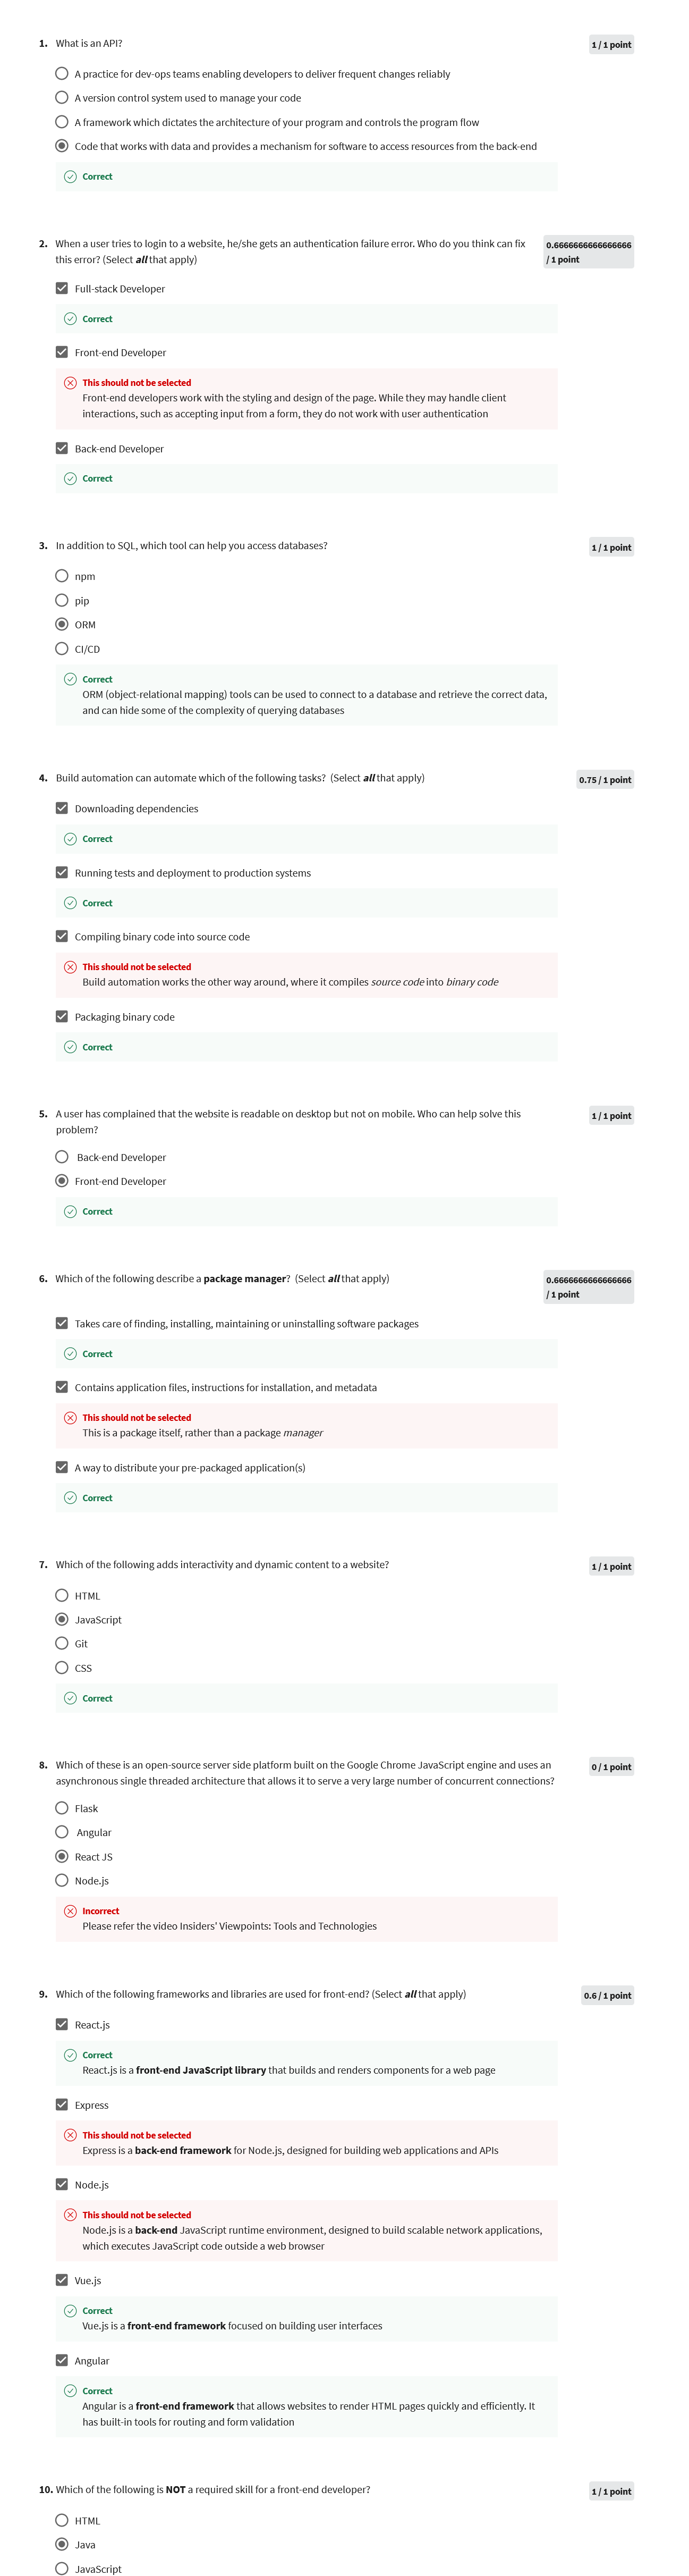 1. What is an API?
1 / 1 point
A practice for dev-ops teams enabling developers to deliver frequent changes reliably
A version control system used to manage your code
A framework which dictates the architecture of your program and controls the program flow
Code that works with data and provides a mechanism for software to access resources from the back-end
Correct
2. When a user tries to login to a website, he/she gets an authentication failure error. Who do you think can fix
this error? (Select all that apply)
0.6666666666666666
/ 1 point
Full-stack Developer
Correct
Front-end Developer
This should not be selected
Front-end developers work with the styling and design of the page. While they may handle client
interactions, such as accepting input from a form, they do not work with user authentication
Back-end Developer
Correct
3. In addition to SQL, which tool can help you access databases?
1 / 1 point
npm
pip
ORM
CI/CD
Correct
ORM (object-relational mapping) tools can be used to connect to a database and retrieve the correct data,
and can hide some of the complexity of querying databases
4. Build automation can automate which of the following tasks? (Select all that apply)
0.75 / 1 point
Downloading dependencies
Correct
Running tests and deployment to production systems
Correct
Compiling binary code into source code
This should not be selected
Build automation works the other way around, where it compiles source code into binary code
Packaging binary code
Correct
5. A user has complained that the website is readable on desktop but not on mobile. Who can help solve this
problem?
1 / 1 point
Back-end Developer
Front-end Developer
Correct
6. Which of the following describe a package manager? (Select all that apply)
0.6666666666666666
/ 1 point
Takes care of finding, installing, maintaining or uninstalling software packages
Correct
Contains application files, instructions for installation, and metadata
This should not be selected
This is a package itself, rather than a package manager
A way to distribute your pre-packaged application(s)
Correct
7. Which of the following adds interactivity and dynamic content to a website?
1 / 1 point
HTML
JavaScript
Git
CSS
Correct
8. Which of these is an open-source server side platform built on the Google Chrome JavaScript engine and uses an
asynchronous single threaded architecture that allows it to serve a very large number of concurrent connections?
0 / 1 point
Flask
Angular
React JS
Node.js
Incorrect
Please refer the video Insiders' Viewpoints: Tools and Technologies
9. Which of the following frameworks and libraries are used for front-end? (Select all that apply)
0.6 / 1 point
React.js
Correct
React.js is a front-end JavaScript library that builds and renders components for a web page
Express
This should not be selected
Express is a back-end framework for Node.js, designed for building web applications and APIs
Node.js
This should not be selected
Node.js is a back-end JavaScript runtime environment, designed to build scalable network applications,
which executes JavaScript code outside a web browser
Vue.js
Correct
Vue.js is a front-end framework focused on building user interfaces
Angular
Correct
Angular is a front-end framework that allows websites to render HTML pages quickly and efficiently. It
has built-in tools for routing and form validation
10. Which of the following is NOT a required skill for a front-end developer?
1 / 1 point
HTML
Java
JavaScript